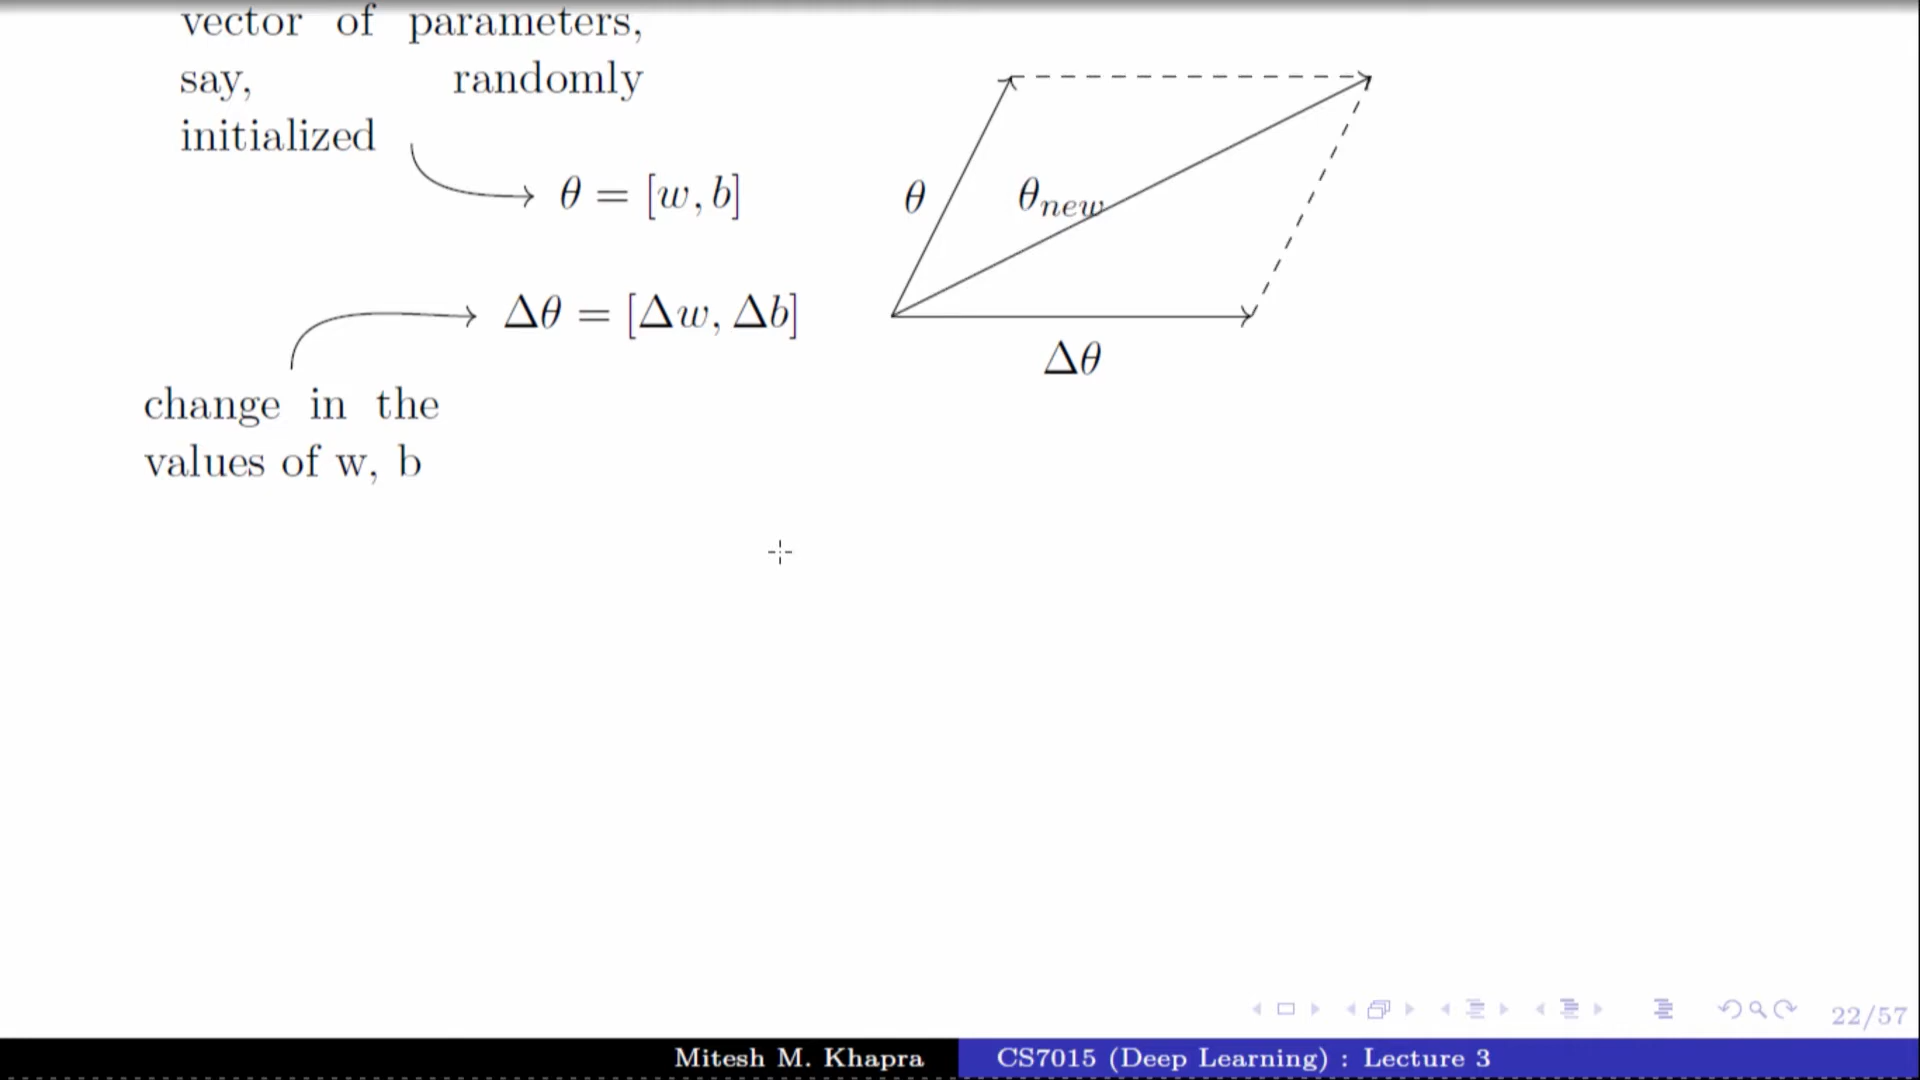 vector of parameters,
say, randomly
initialized
θ = [w, b]
Δθ = [Δw, Δb]
change in the
values of w, b
θ
θ_new
Δθ
22/57
Mitesh M. Khapra
CS7015 (Deep Learning) : Lecture 3